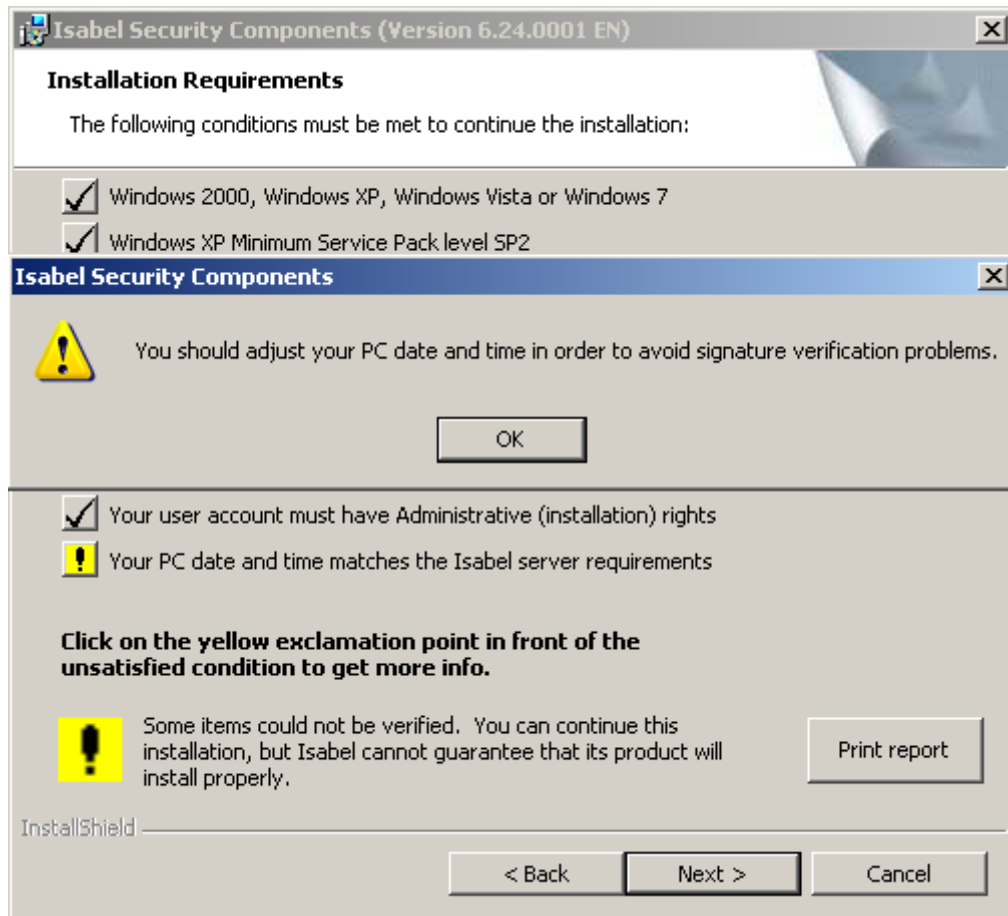 Isabel Security Components (Version 6.24.0001 EN)
Installation Requirements
The following conditions must be met to continue the installation:
Windows 2000, Windows XP, Windows Vista or Windows 7
Windows XP Minimum Service Pack level SP2
Isabel Security Components
You should adjust your PC date and time in order to avoid signature verification problems.
OK
Your user account must have Administrative (installation) rights
Your PC date and time matches the Isabel server requirements
Click on the yellow exclamation point in front of the
unsatisfied condition to get more info.
Some items could not be verified.  You can continue this
installation, but Isabel cannot guarantee that its product will
install properly.
Print report
InstallShield
< Back
Next >
Cancel